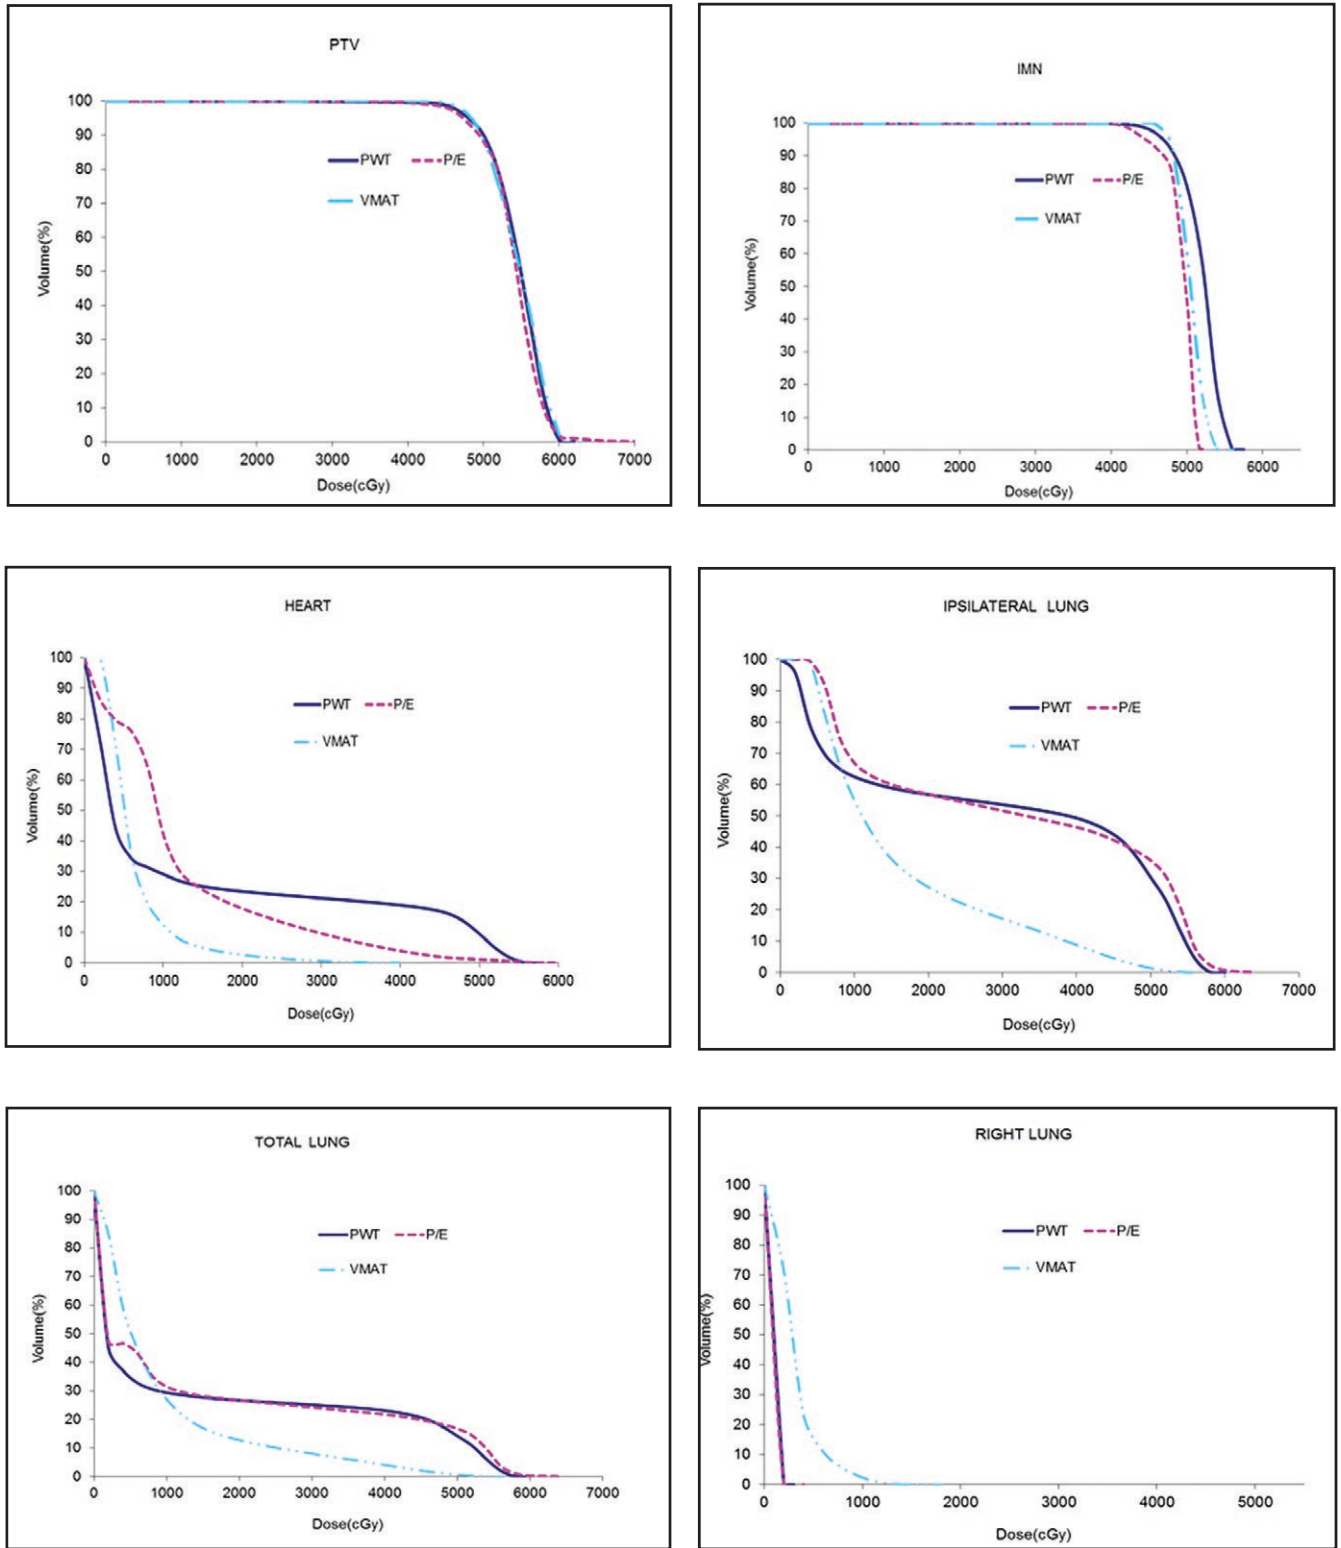 PTV
100
90
80
70
60
50
40
30
20
10
0
Volume(%)
PWT P/E
VMAT
0 1000 2000 3000 4000 5000 6000 7000
Dose(cGy)
IMN
100
90
80
70
60
50
40
30
20
10
0
Volume(%)
PWT P/E
VMAT
0 1000 2000 3000 4000 5000 6000
Dose(cGy)
HEART
100
90
80
70
60
50
40
30
20
10
0
Volume(%)
PWT P/E
VMAT
0 1000 2000 3000 4000 5000 6000
Dose(cGy)
IPSILATERAL LUNG
100
90
80
70
60
50
40
30
20
10
0
Volume(%)
PWT P/E
VMAT
0 1000 2000 3000 4000 5000 6000 7000
Dose(cGy)
TOTAL LUNG
100
90
80
70
60
50
40
30
20
10
0
Volume(%)
PWT P/E
VMAT
0 1000 2000 3000 4000 5000 6000 7000
Dose(cGy)
RIGHT LUNG
100
90
80
70
60
50
40
30
20
10
0
Volume(%)
PWT P/E
VMAT
0 1000 2000 3000 4000 5000
Dose(cGy)